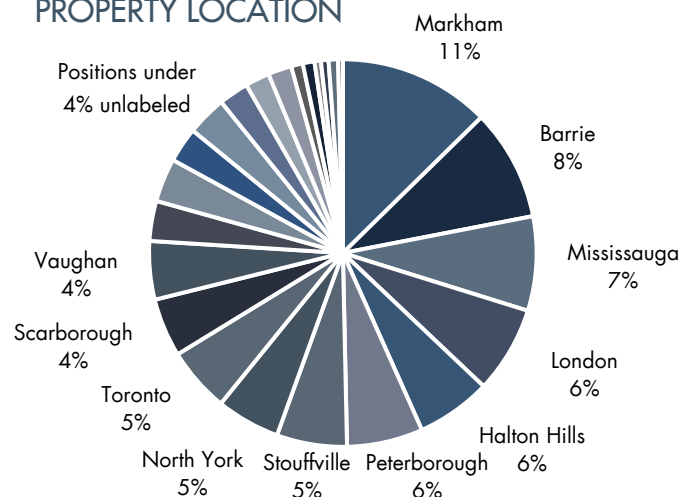 PROPERTY LOCATION
Markham
11%
Barrie
8%
Mississauga
7%
London
6%
Halton Hills
6%
Peterborough
6%
Stouffville
5%
North York
5%
Toronto
5%
Scarborough
4%
Vaughan
4%
Positions under
4% unlabeled